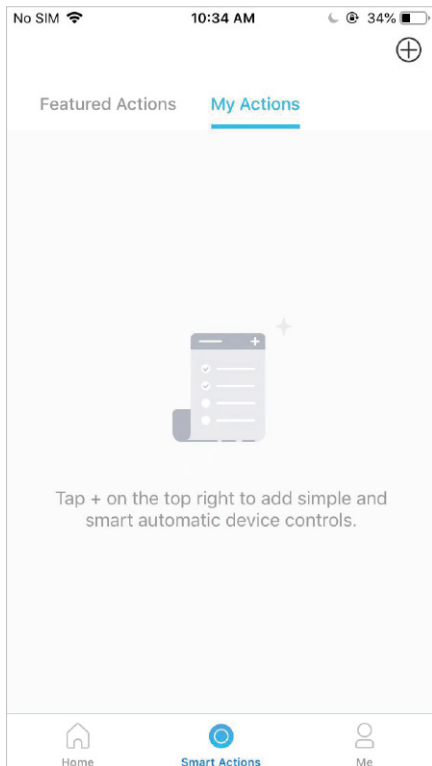 No SIM 10:34 AM 34%
Featured Actions My Actions
Tap + on the top right to add simple and
smart automatic device controls.
Home Smart Actions Me